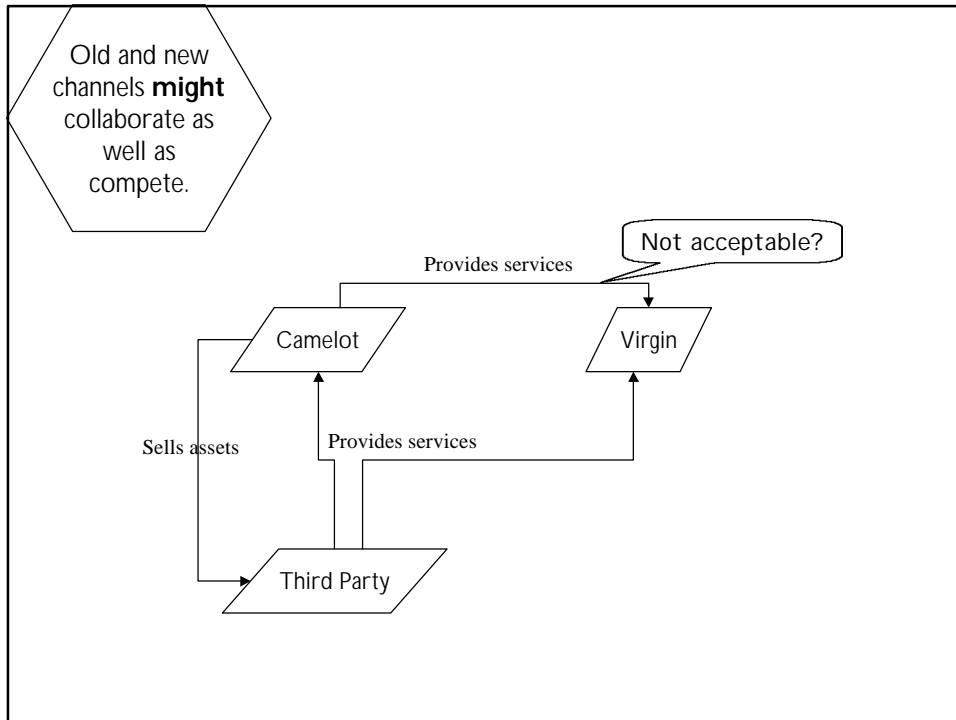 Old and new
channels might
collaborate as
well as
compete.
Not acceptable?
Provides services
Camelot
Virgin
Sells assets
Provides services
Third Party